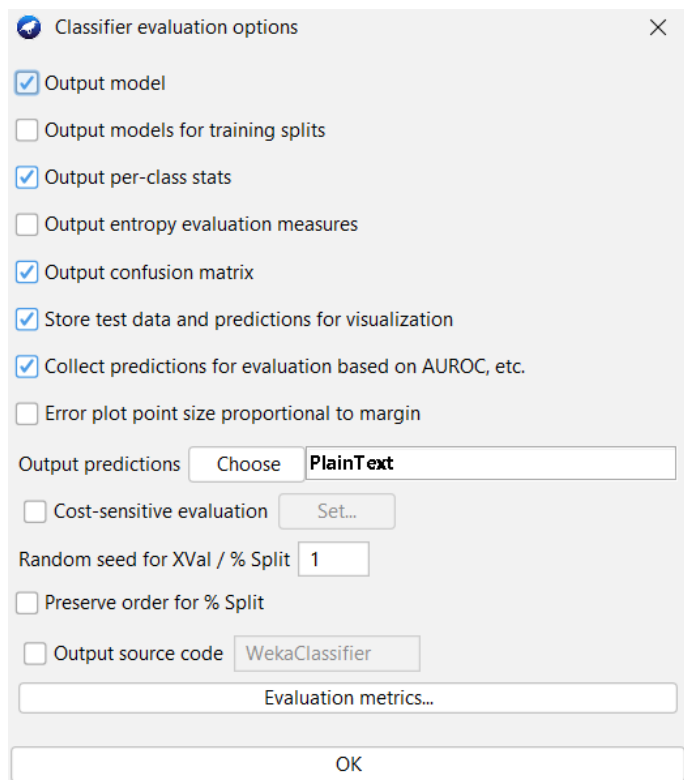 Classifier evaluation options
Output model
Output models for training splits
Output per-class stats
Output entropy evaluation measures
Output confusion matrix
Store test data and predictions for visualization
Collect predictions for evaluation based on AUROC, etc.
Error plot point size proportional to margin
Output predictions Choose PlainText
Cost-sensitive evaluation Set...
Random seed for XVal / % Split 1
Preserve order for % Split
Output source code WekaClassifier
Evaluation metrics...
OK